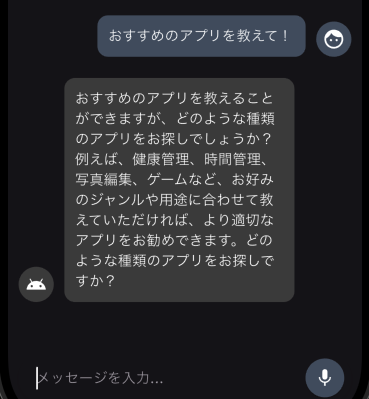 おすすめのアプリを教えて！
おすすめのアプリを教えること
ができますが、どのような種類
のアプリをお探しでしょうか？
例えば、健康管理、時間管理、
写真編集、ゲームなど、お好み
のジャンルや用途に合わせて教
えていただければ、より適切な
アプリをお勧めできます。どの
ような種類のアプリをお探しで
すか？
メッセージを入力...